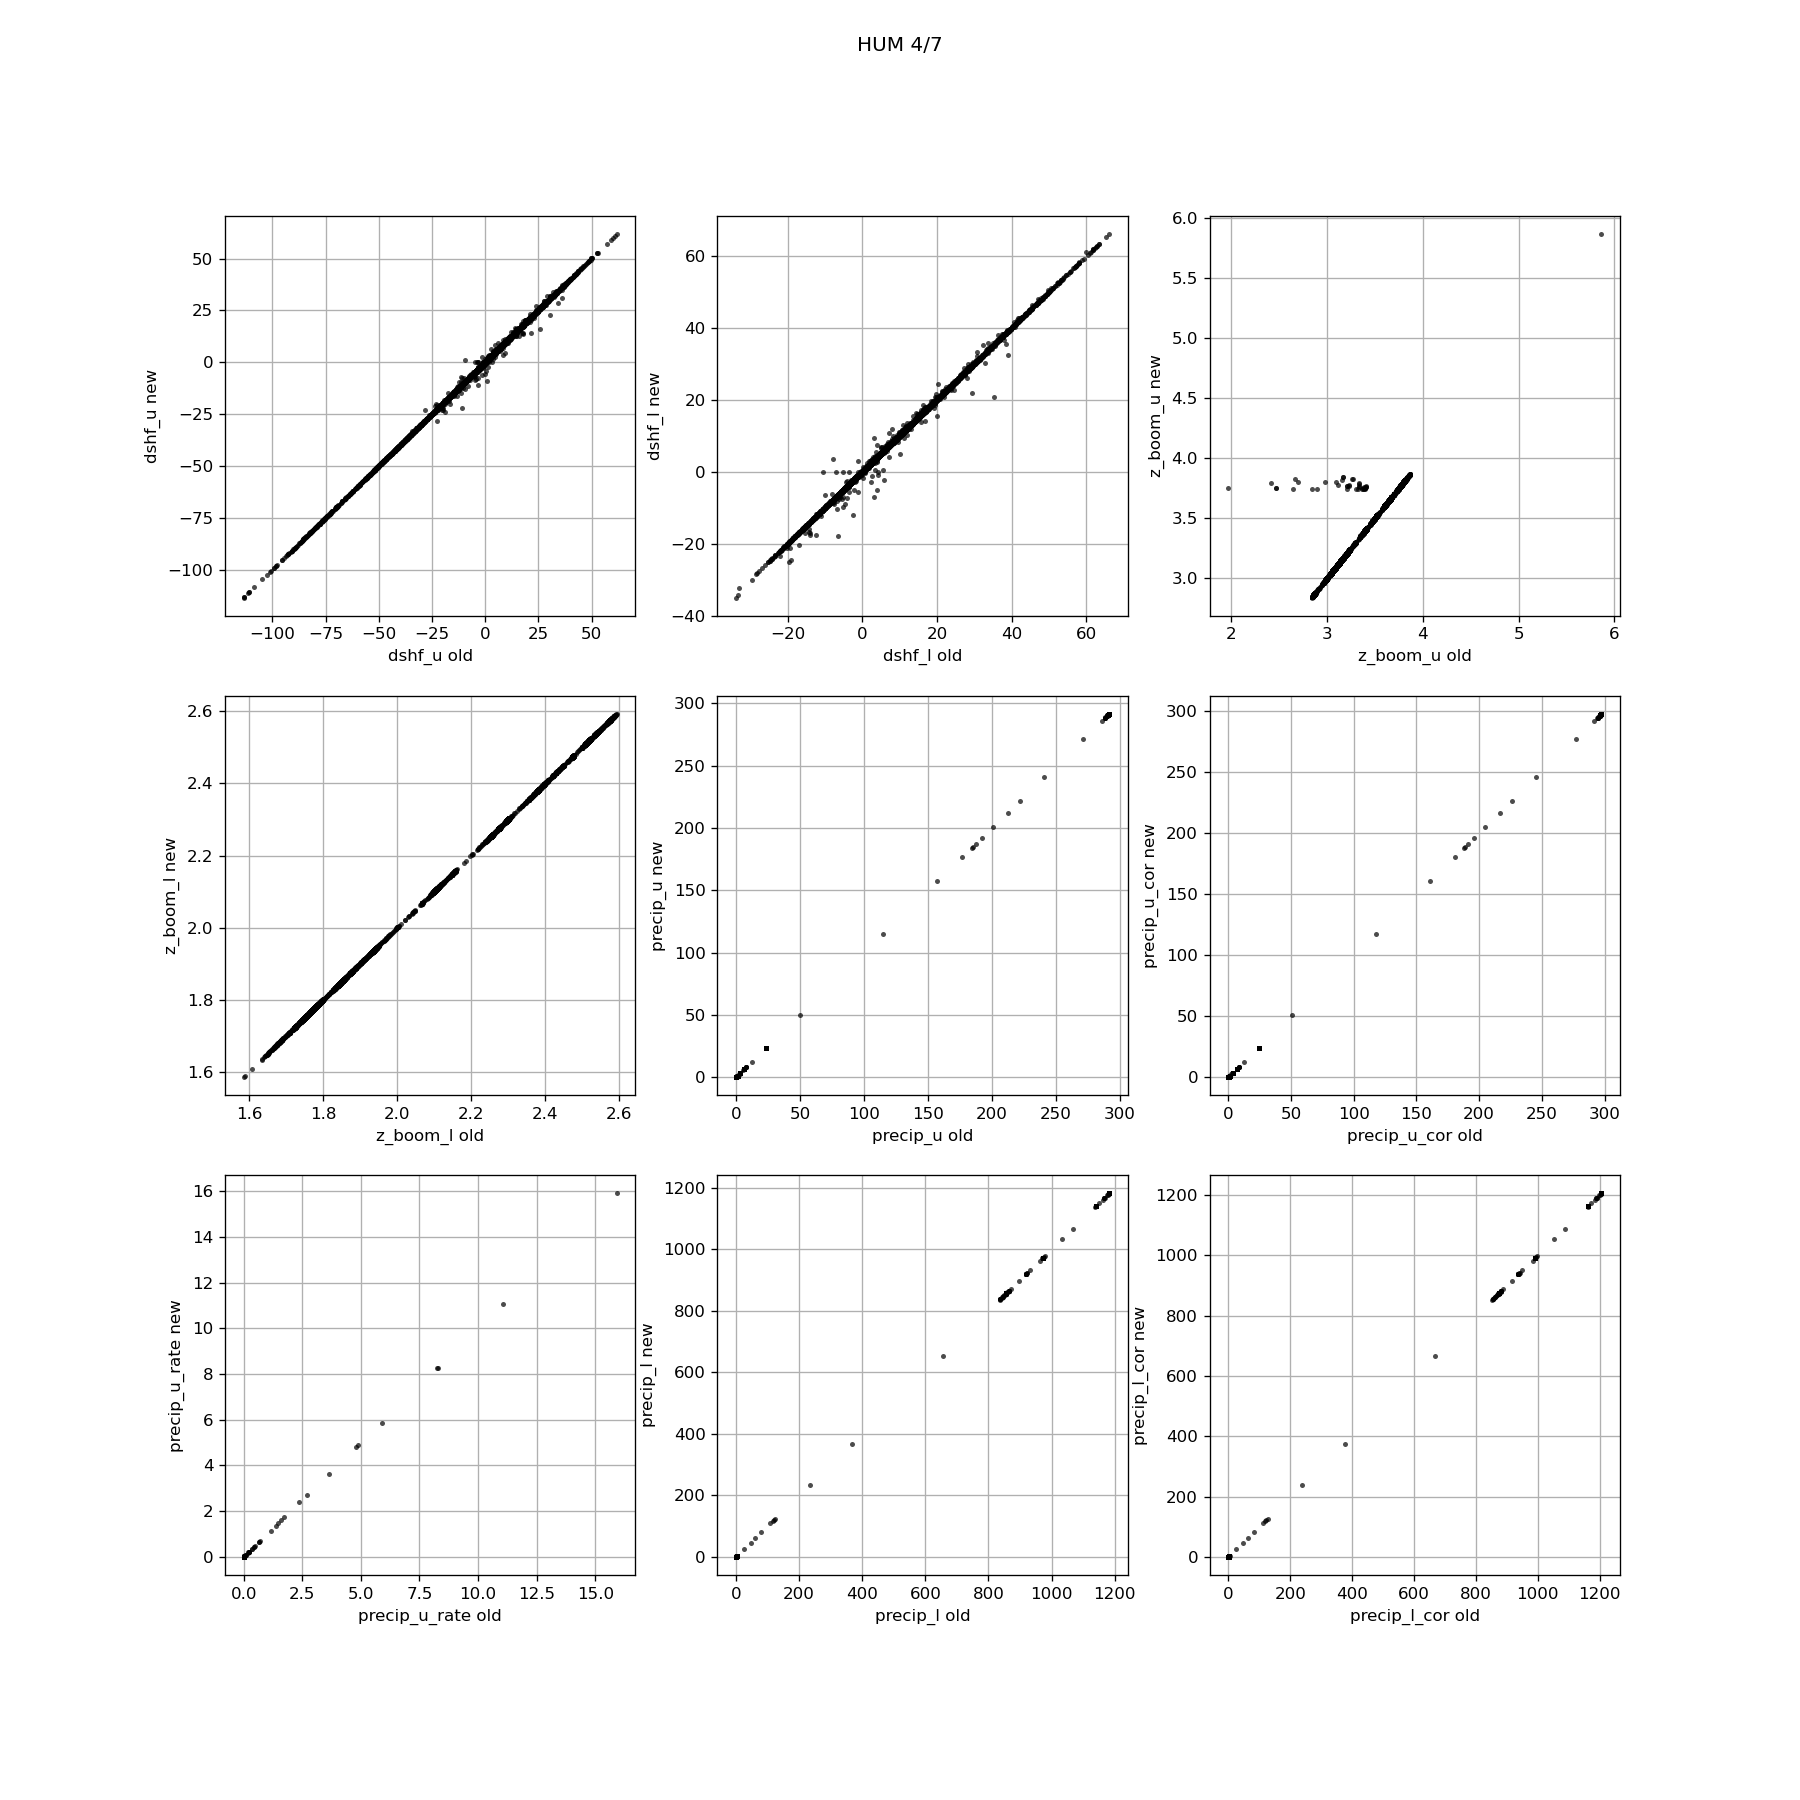 HUM 4/7
dshf_u new
50
25
0
−25
−50
−75
−100
−100 −75 −50 −25 0 25 50
dshf_u old
dshf_l new
60
40
20
0
−20
−40
−20 0 20 40 60
dshf_l old
z_boom_u new
6.0
5.5
5.0
4.5
4.0
3.5
3.0
2 3 4 5 6
z_boom_u old
z_boom_l new
2.6
2.4
2.2
2.0
1.8
1.6
1.6 1.8 2.0 2.2 2.4 2.6
z_boom_l old
precip_u new
300
250
200
150
100
50
0
0 50 100 150 200 250 300
precip_u old
precip_u_cor new
300
250
200
150
100
50
0
0 50 100 150 200 250 300
precip_u_cor old
precip_u_rate new
16
14
12
10
8
6
4
2
0
0.0 2.5 5.0 7.5 10.0 12.5 15.0
precip_u_rate old
precip_l new
1200
1000
800
600
400
200
0
0 200 400 600 800 1000 1200
precip_l old
precip_l_cor new
1200
1000
800
600
400
200
0
0 200 400 600 800 1000 1200
precip_l_cor old